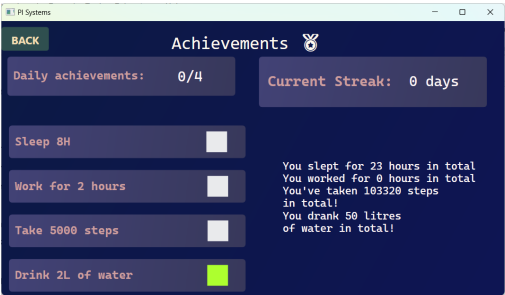 PI Systems
BACK
Achievements
Daily achievements: 0/4
Current Streak: 0 days
Sleep 8H
Work for 2 hours
Take 5000 steps
Drink 2L of water
You slept for 23 hours in total
You worked for 0 hours in total
You've taken 103320 steps
in total!
You drank 50 litres
of water in total!